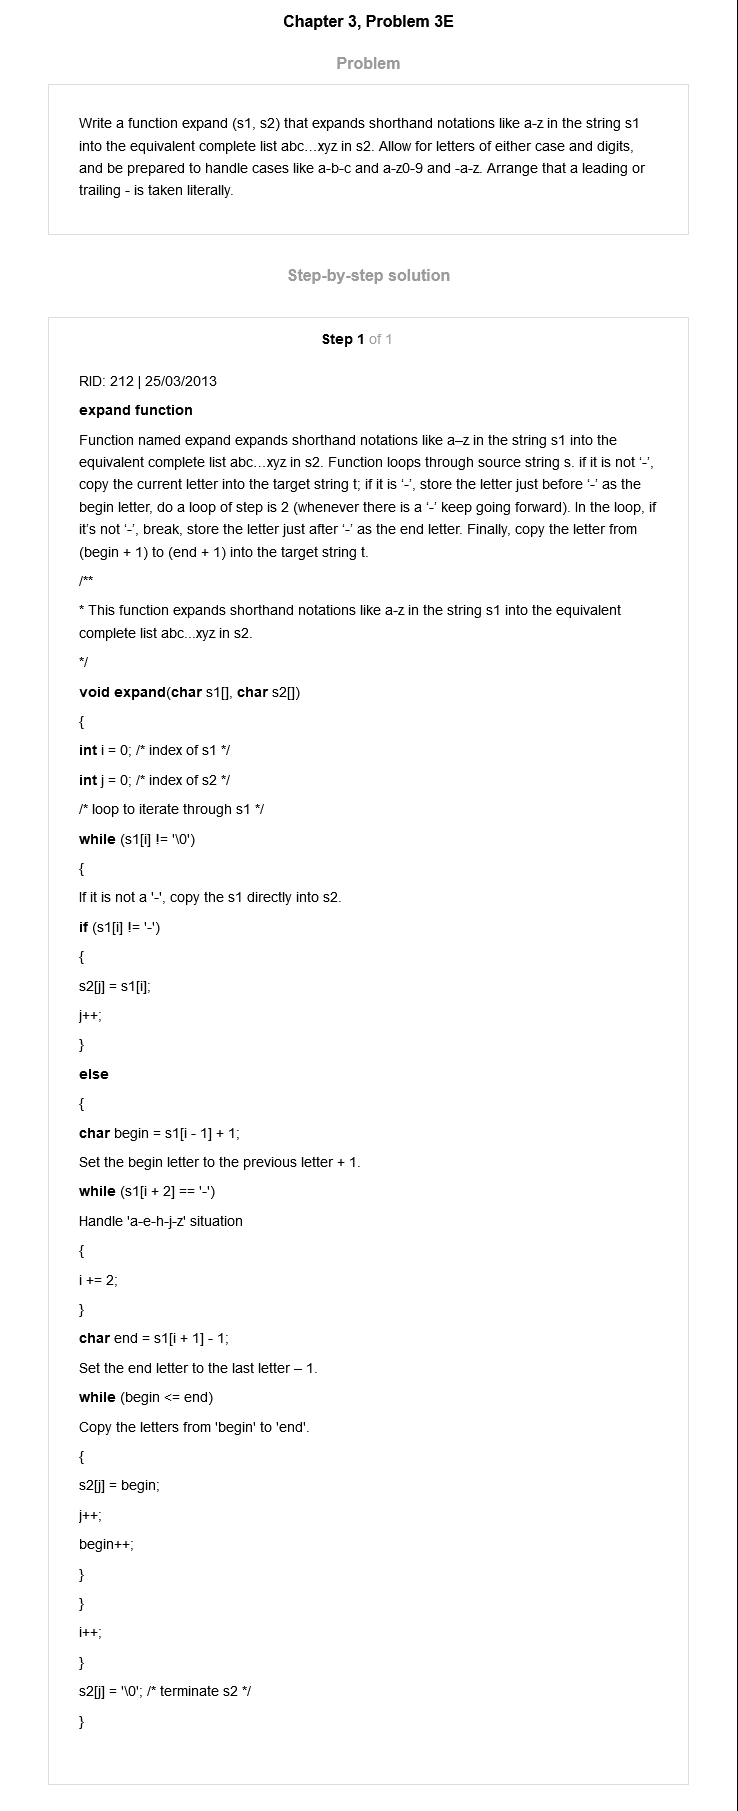 Chapter 3, Problem 3E
Problem
Write a function expand (s1, s2) that expands shorthand notations like a-z in the string s1
into the equivalent complete list abc…xyz in s2. Allow for letters of either case and digits,
and be prepared to handle cases like a-b-c and a-z0-9 and -a-z. Arrange that a leading or
trailing - is taken literally.
Step-by-step solution
Step 1 of 1
RID: 212 | 25/03/2013
expand function
Function named expand expands shorthand notations like a–z in the string s1 into the
equivalent complete list abc…xyz in s2. Function loops through source string s. if it is not ‘-’,
copy the current letter into the target string t; if it is ‘-’, store the letter just before ‘-’ as the
begin letter, do a loop of step is 2 (whenever there is a ‘-’ keep going forward). In the loop, if
it’s not ‘-’, break, store the letter just after ‘-’ as the end letter. Finally, copy the letter from
(begin + 1) to (end + 1) into the target string t.
/**
* This function expands shorthand notations like a-z in the string s1 into the equivalent
complete list abc...xyz in s2.
*/
void expand(char s1[], char s2[])
{
int i = 0; /* index of s1 */
int j = 0; /* index of s2 */
/* loop to iterate through s1 */
while (s1[i] != '\0')
{
If it is not a '-', copy the s1 directly into s2.
if (s1[i] != '-')
{
s2[j] = s1[i];
j++;
}
else
{
char begin = s1[i - 1] + 1;
Set the begin letter to the previous letter + 1.
while (s1[i + 2] == '-')
Handle 'a-e-h-j-z' situation
{
i += 2;
}
char end = s1[i + 1] - 1;
Set the end letter to the last letter – 1.
while (begin <= end)
Copy the letters from 'begin' to 'end'.
{
s2[j] = begin;
j++;
begin++;
}
}
i++;
}
s2[j] = '\0'; /* terminate s2 */
}